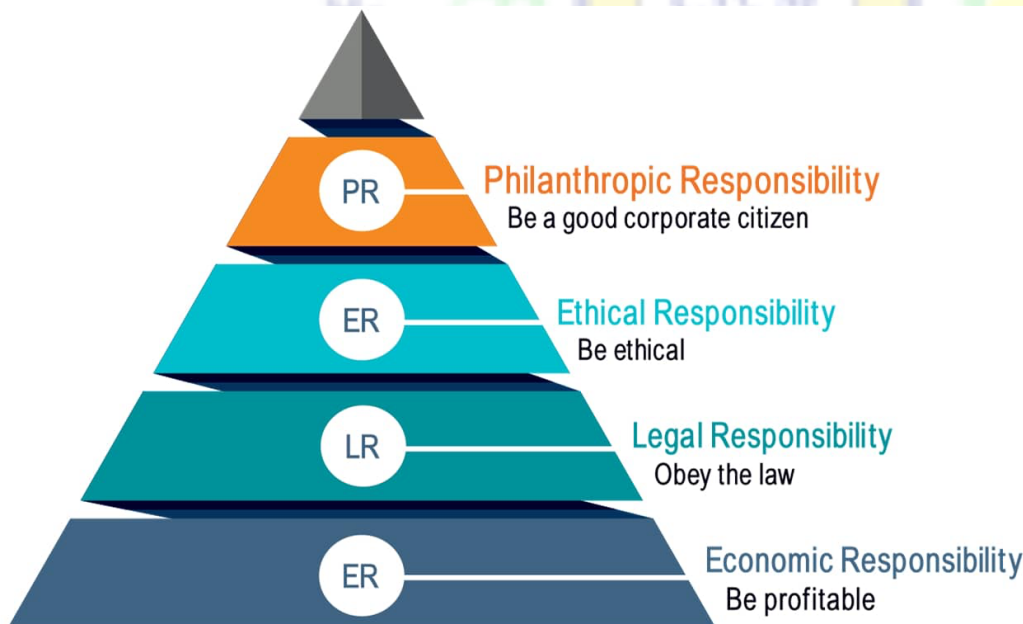 PR
Philanthropic Responsibility
Be a good corporate citizen
ER
Ethical Responsibility
Be ethical
LR
Legal Responsibility
Obey the law
ER
Economic Responsibility
Be profitable